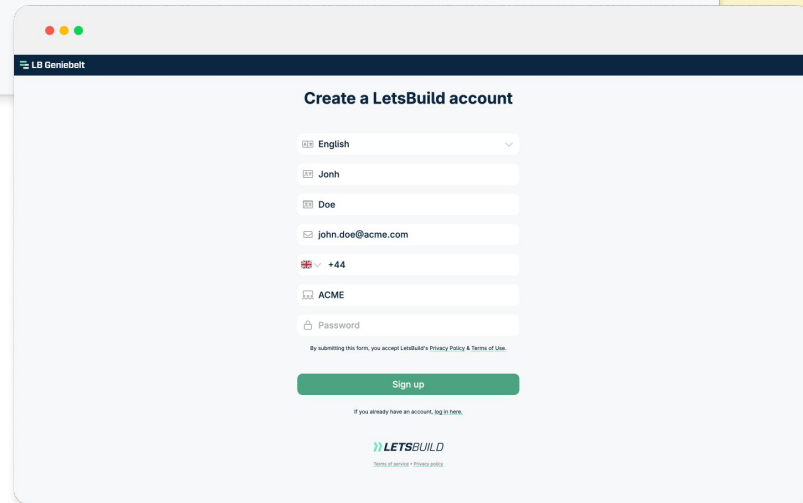 LB Geniebelt
Create a LetsBuild account
English
Jonh
Doe
john.doe@acme.com
+44
ACME
Password
By submitting this form, you accept LetsBuild's Privacy Policy & Terms of Use.
Sign up
If you already have an account, log in here.
LETSBUILD
Terms of service • Privacy policy